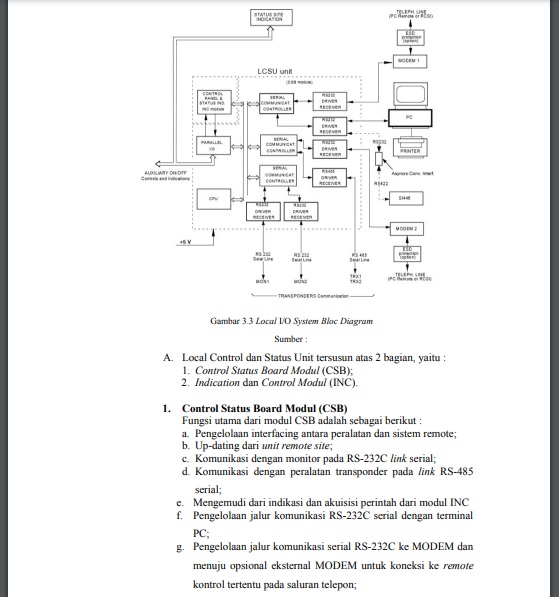 STATUS SITE
INDICATION
TELEPH. LINE
(PC Remote or RCSI)
ESD
protection
(option)
MODEM 1
LCSU unit
(CSB module)
CONTROL
PANEL &
STATUS IND.
INC module
SERIAL
COMMUNICAT
CONTROLLER
RS232
DRIVER
RECEIVER
RS232
DRIVER
RECEIVER
PC
PARALLEL
I/O
SERIAL
COMMUNICAT
CONTROLLER
RS232
DRIVER
RECEIVER
RS232
PRINTER
AUXILIARY ON/OFF
Controls and Indications
SERIAL
COMMUNICAT
CONTROLLER
RS485
DRIVER
RECEIVER
Asyncro Conv. Interf.
RS422
CPU
RS232
DRIVER
RECEIVER
RS232
DRIVER
RECEIVER
MODEM 2
+5 V
RS 232
Serial Line
RS 232
Serial Line
RS 485
Serial Line
ESD
protection
(option)
MON1
MON2
TRX1
TRX2
TELEPH. LINE
(PC Remote or RCSI)
TRANSPONDERS Communication
Gambar 3.3 Local I/O System Bloc Diagram
Sumber :
A. Local Control dan Status Unit tersusun atas 2 bagian, yaitu :
1. Control Status Board Modul (CSB);
2. Indication dan Control Modul (INC).
1. Control Status Board Modul (CSB)
Fungsi utama dari modul CSB adalah sebagai berikut :
a. Pengelolaan interfacing antara peralatan dan sistem remote;
b. Up-dating dari unit remote site;
c. Komunikasi dengan monitor pada RS-232C link serial;
d. Komunikasi dengan peralatan transponder pada link RS-485
serial;
e. Mengemudi dari indikasi dan akuisisi perintah dari modul INC
f. Pengelolaan jalur komunikasi RS-232C serial dengan terminal
PC;
g. Pengelolaan jalur komunikasi serial RS-232C ke MODEM dan
menuju opsional eksternal MODEM untuk koneksi ke remote
kontrol tertentu pada saluran telepon;